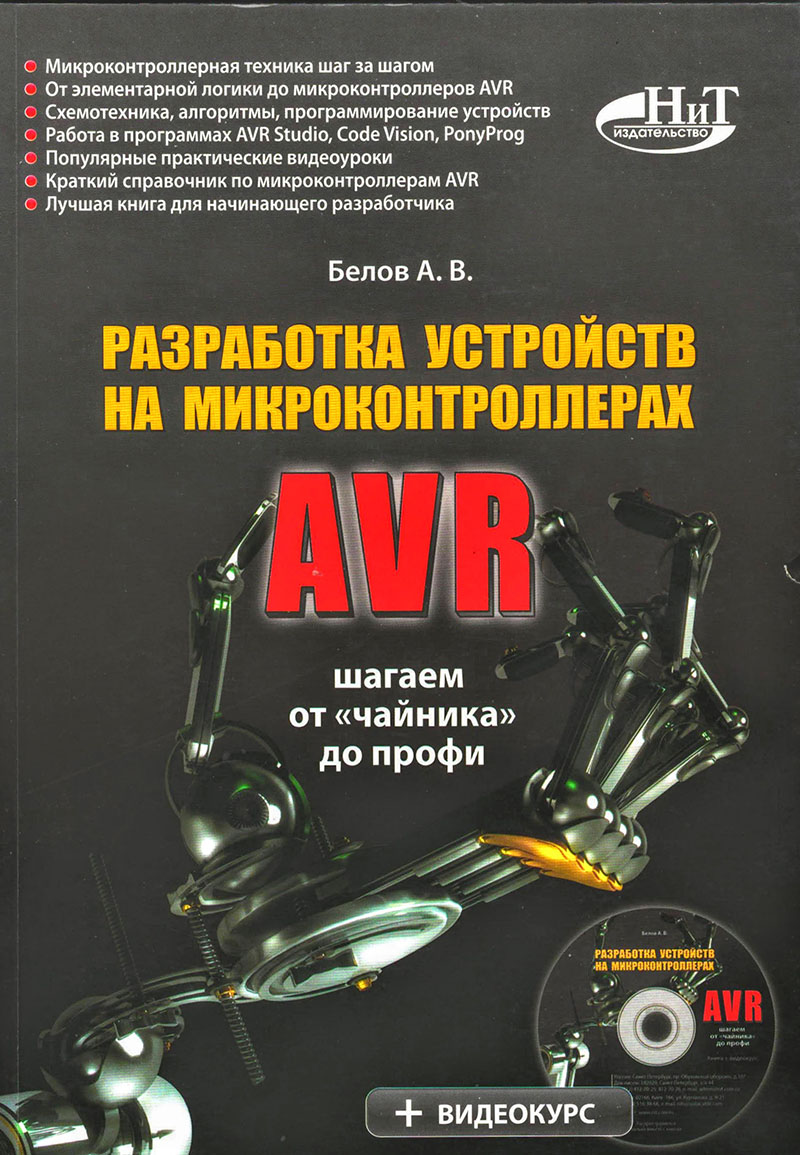 Микроконтроллерная техника шаг за шагом
От элементарной логики до микроконтроллеров AVR
Схемотехника, алгоритмы, программирование устройств
Работа в программах AVR Studio, Code Vision, PonyProg
Популярные практические видеоуроки
Краткий справочник по микроконтроллерам AVR
Лучшая книга для начинающего разработчика
НиТ
ИЗДАТЕЛЬСТВО
Белов А. В.
РАЗРАБОТКА УСТРОЙСТВ
НА МИКРОКОНТРОЛЛЕРАХ
AVR
шагаем
от «чайника»
до профи
Белов А. В.
РАЗРАБОТКА УСТРОЙСТВ
НА МИКРОКОНТРОЛЛЕРАХ
AVR
шагаем
от «чайника»
до профи
Книга + видеокурс
+ ВИДЕОКУРС